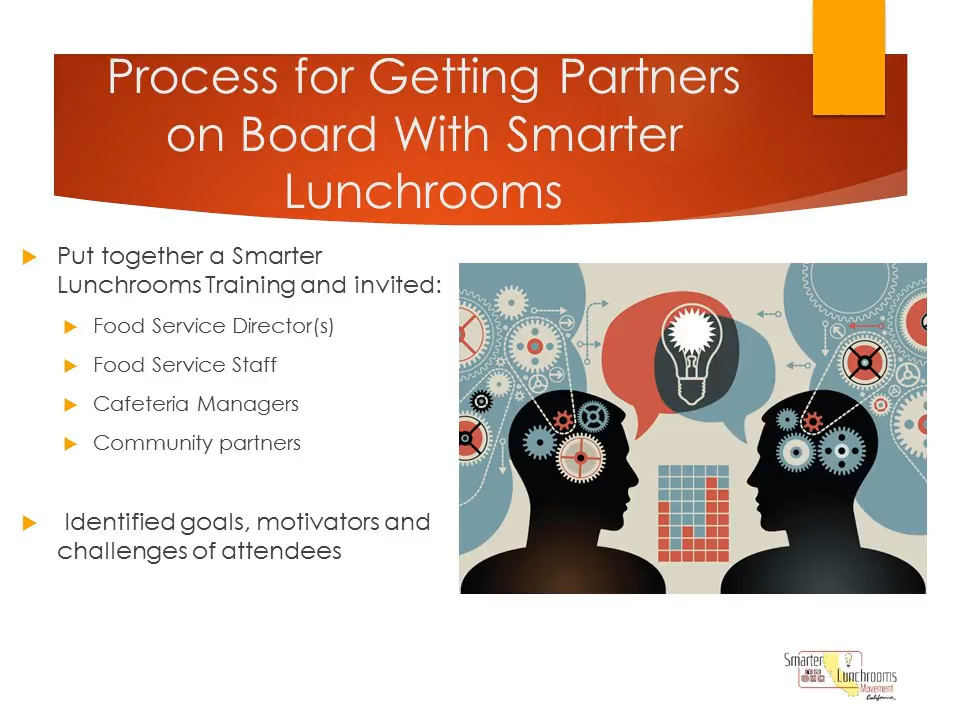 Process for Getting Partners
on Board With Smarter
Lunchrooms
Put together a Smarter
Lunchrooms Training and invited:
Food Service Director(s)
Food Service Staff
Cafeteria Managers
Community partners
Identified goals, motivators and
challenges of attendees
Smarter
Lunchrooms
Movement
California